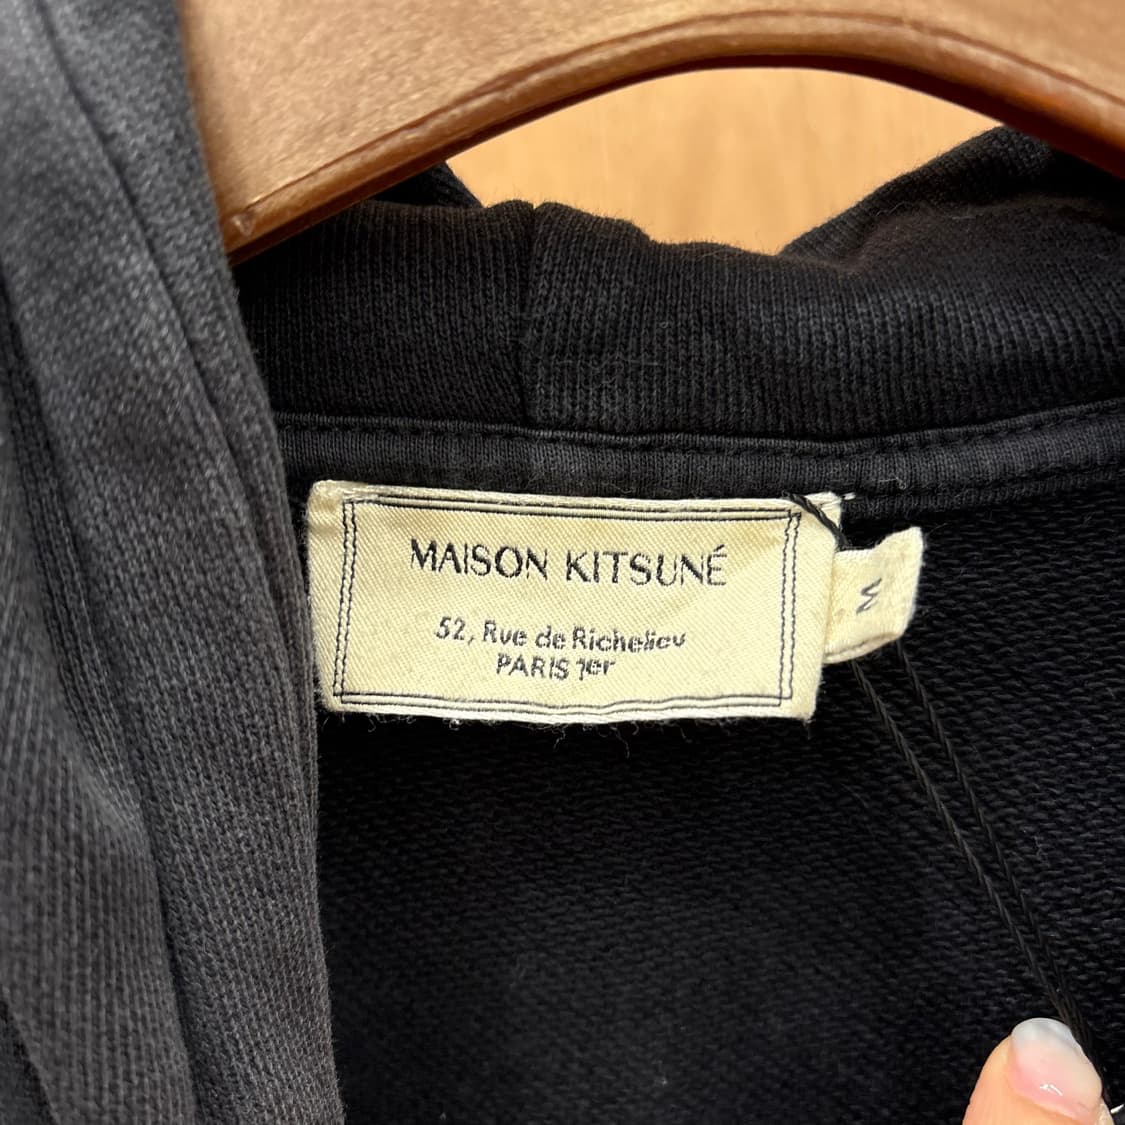 MAISON KITSUNÉ
52, Rue de Richelieu
PARIS 1er
M